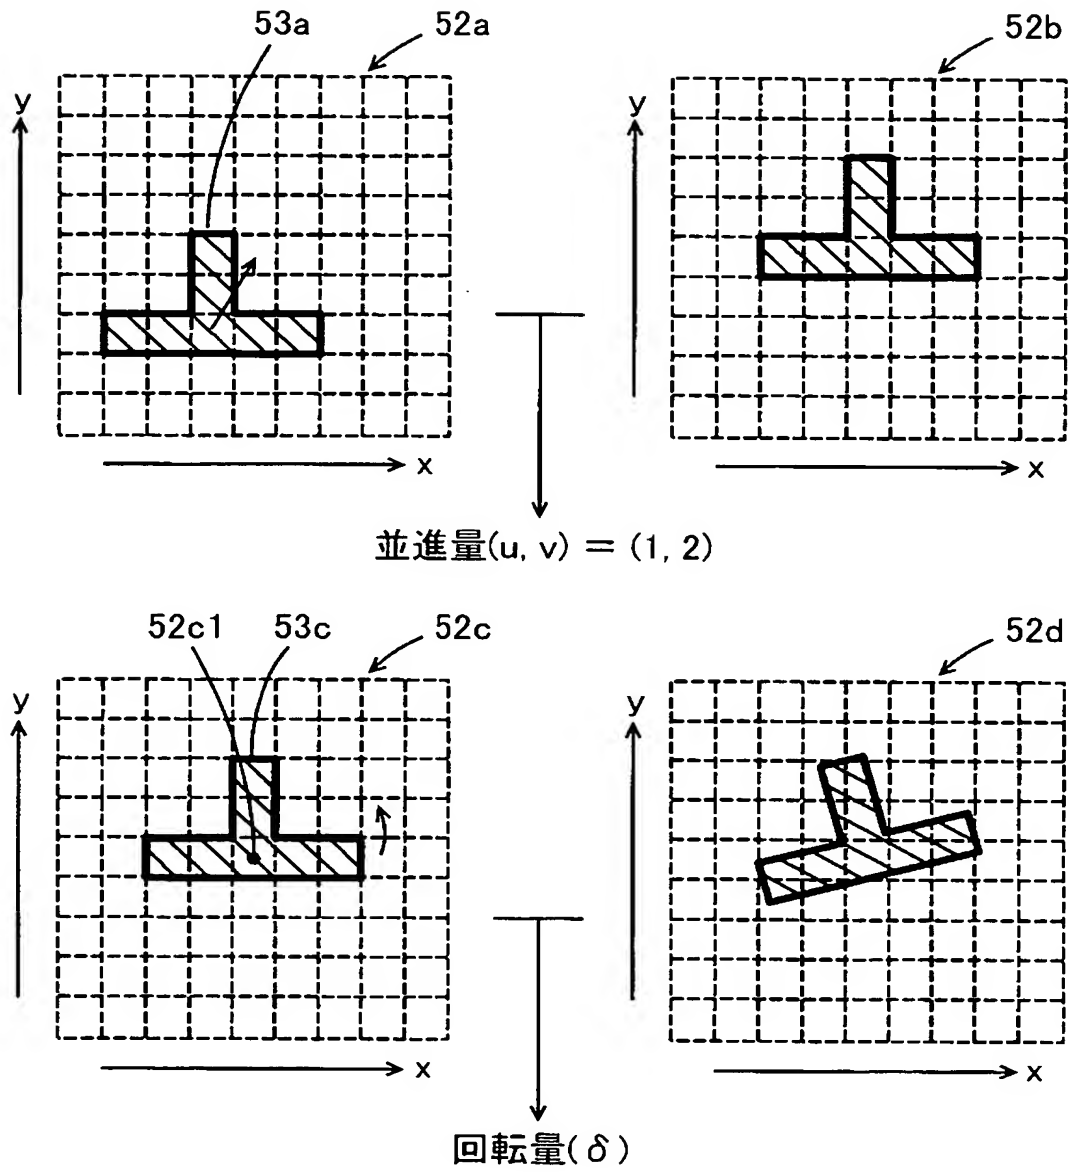 53a 52a 52b
y y
x x
並進量(u, v) = (1, 2)
52c1 53c 52c 52d
y y
x x
回転量(δ)